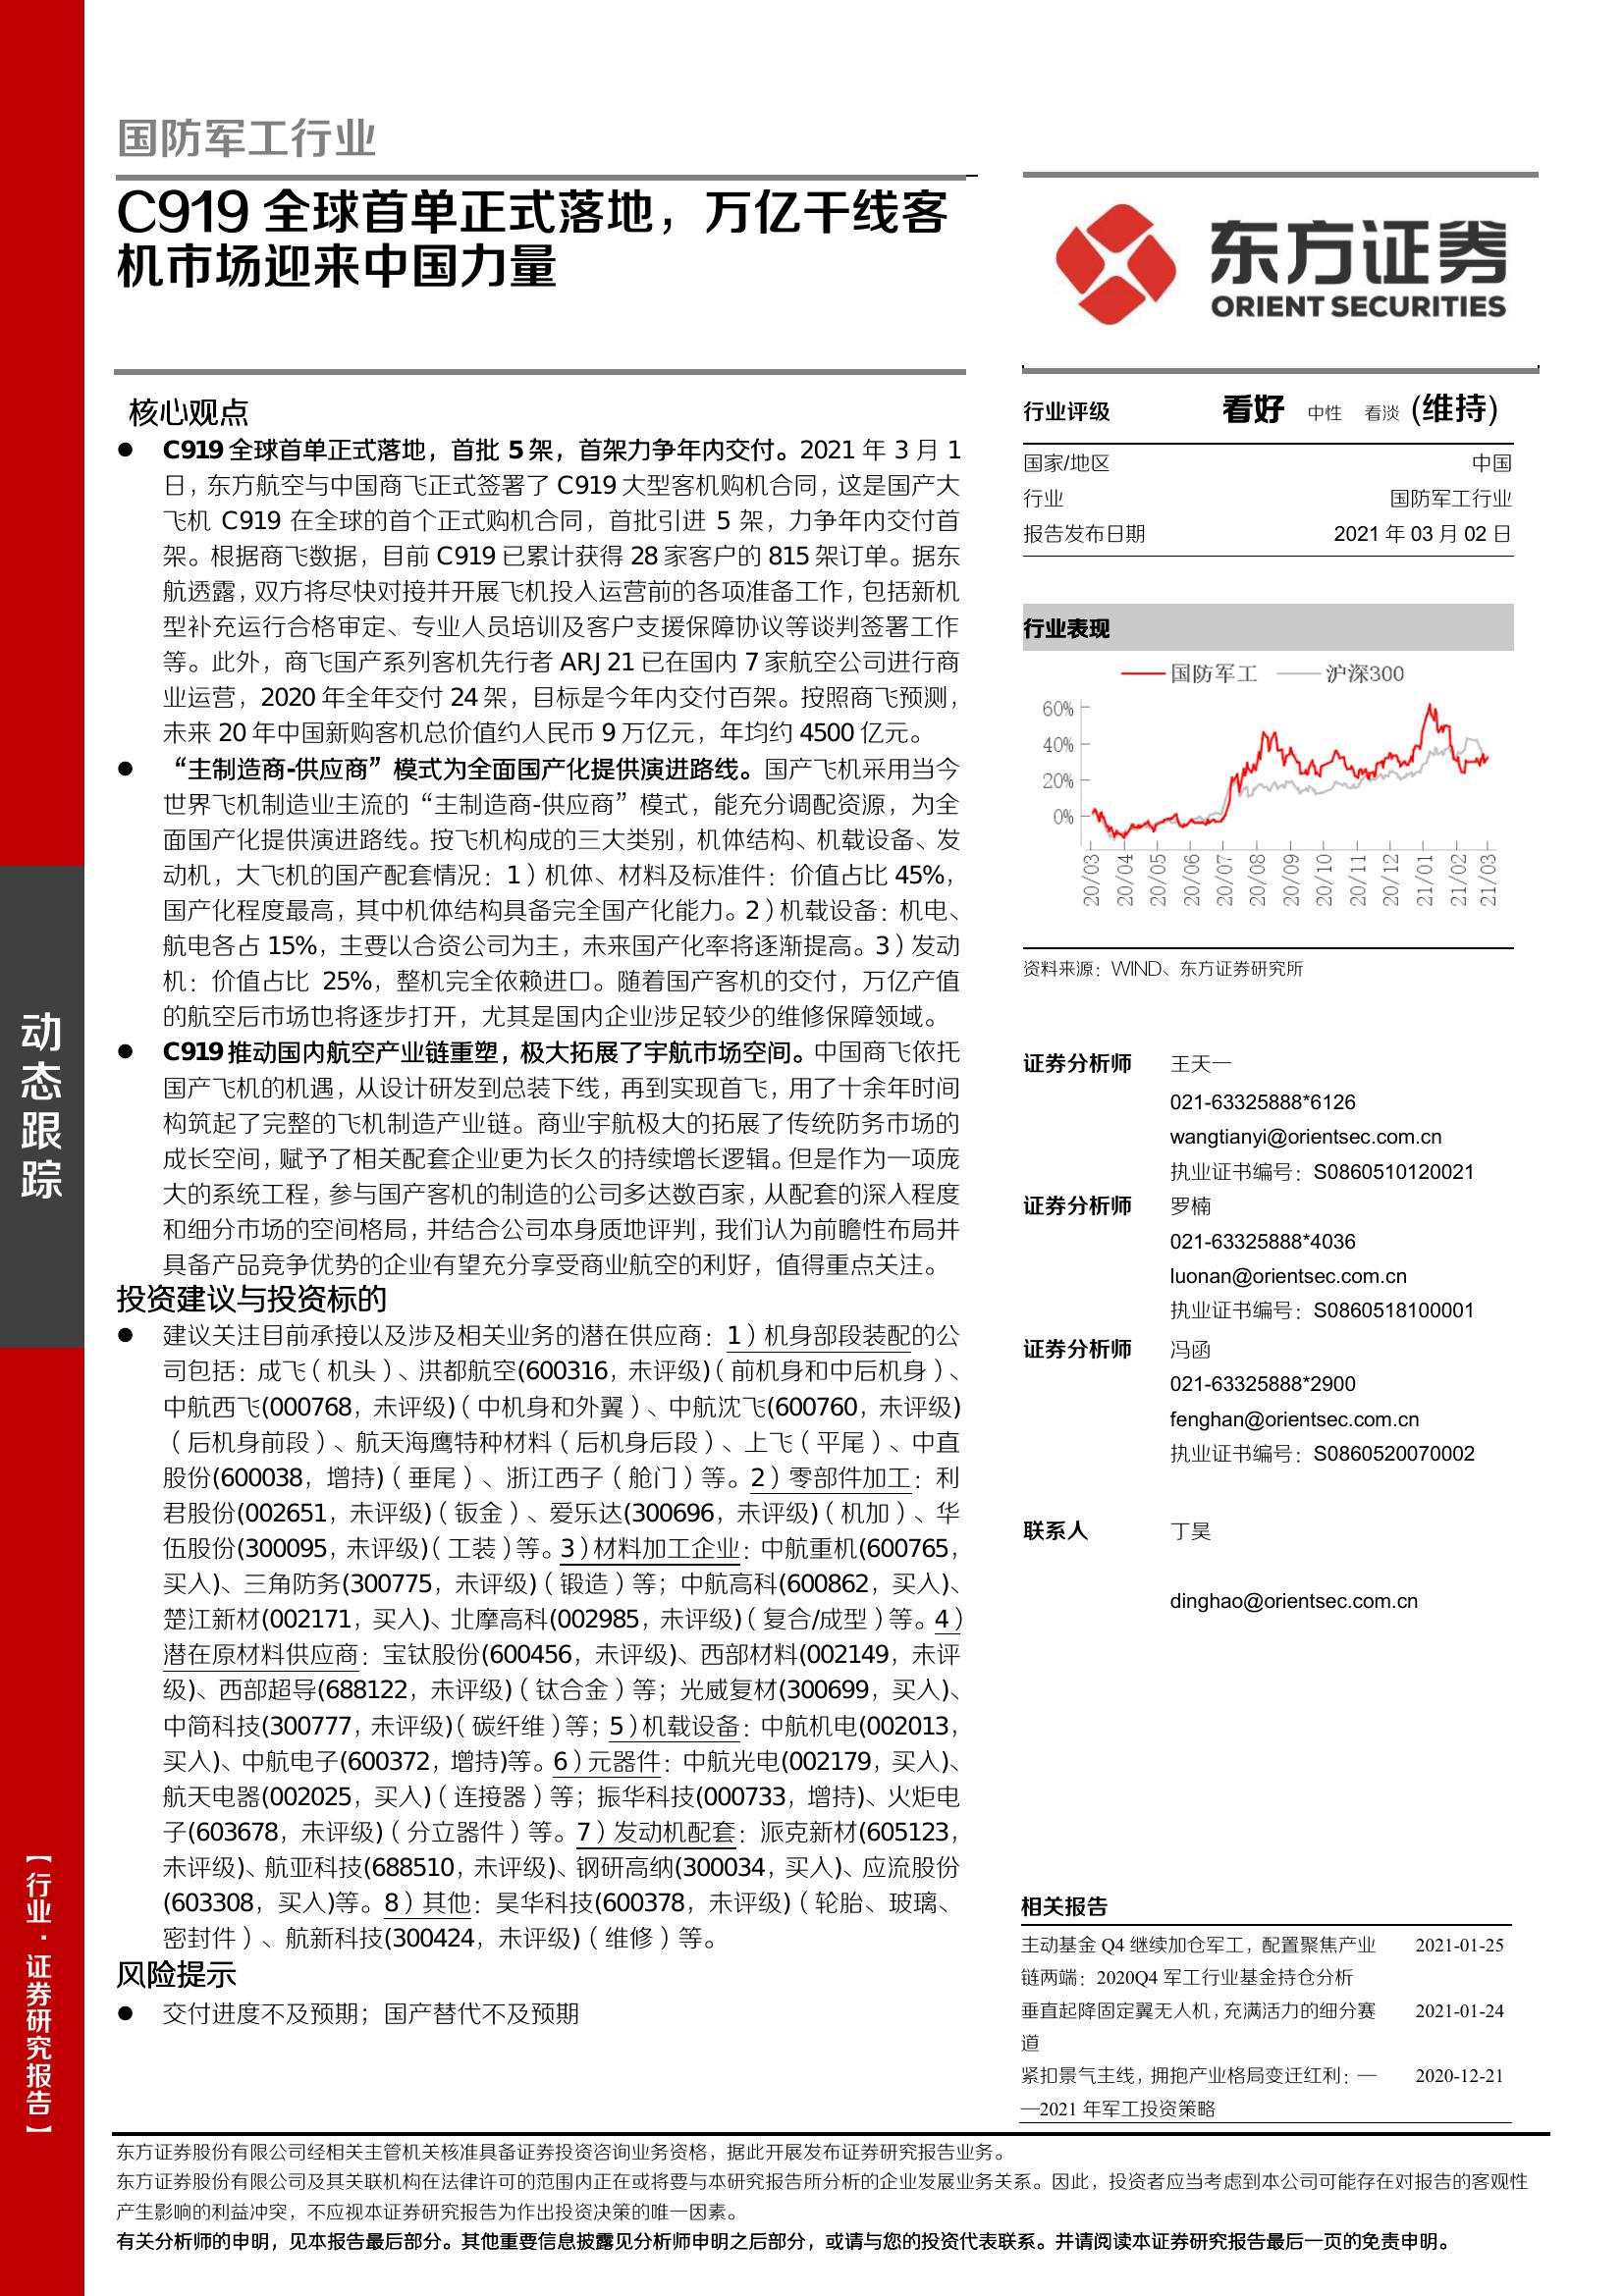 国防军工行业
C919 全球首单正式落地，万亿干线客
机市场迎来中国力量
东方证券
ORIENT SECURITIES
核心观点
● C919 全球首单正式落地，首批 5 架，首架力争年内交付。2021 年 3 月 1
日，东方航空与中国商飞正式签署了 C919 大型客机购机合同，这是国产大
飞机 C919 在全球的首个正式购机合同，首批引进 5 架，力争年内交付首
架。根据商飞数据，目前 C919 已累计获得 28 家客户的 815 架订单。据东
航透露，双方将尽快对接并开展飞机投入运营前的各项准备工作，包括新机
型补充运行合格审定、专业人员培训及客户支援保障协议等谈判签署工作
等。此外，商飞国产系列客机先行者 ARJ 21 已在国内 7 家航空公司进行商
业运营，2020 年全年交付 24 架，目标是今年内交付百架。按照商飞预测，
未来 20 年中国新购客机总价值约人民币 9 万亿元，年均约 4500 亿元。
● “主制造商-供应商”模式为全面国产化提供演进路线。国产飞机采用当今
世界飞机制造业主流的“主制造商-供应商”模式，能充分调配资源，为全
面国产化提供演进路线。按飞机构成的三大类别，机体结构、机载设备、发
动机，大飞机的国产配套情况：1）机体、材料及标准件：价值占比 45%，
国产化程度最高，其中机体结构具备完全国产化能力。2）机载设备：机电、
航电各占 15%，主要以合资公司为主，未来国产化率将逐渐提高。3）发动
机：价值占比 25%，整机完全依赖进口。随着国产客机的交付，万亿产值
的航空后市场也将逐步打开，尤其是国内企业涉足较少的维修保障领域。
● C919 推动国内航空产业链重塑，极大拓展了宇航市场空间。中国商飞依托
国产飞机的机遇，从设计研发到总装下线，再到实现首飞，用了十余年时间
构筑起了完整的飞机制造产业链。商业宇航极大的拓展了传统防务市场的
成长空间，赋予了相关配套企业更为长久的持续增长逻辑。但是作为一项庞
大的系统工程，参与国产客机的制造的公司多达数百家，从配套的深入程度
和细分市场的空间格局，并结合公司本身质地评判，我们认为前瞻性布局并
具备产品竞争优势的企业有望充分享受商业航空的利好，值得重点关注。
投资建议与投资标的
● 建议关注目前承接以及涉及相关业务的潜在供应商：1）机身部段装配的公
司包括：成飞（机头）、洪都航空(600316，未评级)（前机身和中后机身）、
中航西飞(000768，未评级)（中机身和外翼）、中航沈飞(600760，未评级)
（后机身前段）、航天海鹰特种材料（后机身后段）、上飞（平尾）、中直
股份(600038，增持)（垂尾）、浙江西子（舱门）等。2）零部件加工：利
君股份(002651，未评级)（钣金）、爱乐达(300696，未评级)（机加）、华
伍股份(300095，未评级)（工装）等。3）材料加工企业：中航重机(600765，
买入)、三角防务(300775，未评级)（锻造）等；中航高科(600862，买入)、
楚江新材(002171，买入)、北摩高科(002985，未评级)（复合/成型）等。4）
潜在原材料供应商：宝钛股份(600456，未评级)、西部材料(002149，未评
级)、西部超导(688122，未评级)（钛合金）等；光威复材(300699，买入)、
中简科技(300777，未评级)（碳纤维）等；5）机载设备：中航机电(002013，
买入)、中航电子(600372，增持)等。6）元器件：中航光电(002179，买入)、
航天电器(002025，买入)（连接器）等；振华科技(000733，增持)、火炬电
子(603678，未评级)（分立器件）等。7）发动机配套：派克新材(605123，
未评级)、航亚科技(688510，未评级)、钢研高纳(300034，买入)、应流股份
(603308，买入)等。8）其他：昊华科技(600378，未评级)（轮胎、玻璃、
密封件）、航新科技(300424，未评级)（维修）等。
风险提示
● 交付进度不及预期；国产替代不及预期
行业评级 看好 中性 看淡 (维持)
国家/地区 中国
行业 国防军工行业
报告发布日期 2021 年 03 月 02 日
行业表现
国防军工 沪深300
60%
40%
20%
0%
20/03 20/04 20/05 20/06 20/07 20/08 20/09 20/10 20/11 20/12 21/01 21/02 21/03
资料来源：WIND、东方证券研究所
证券分析师 王天一
021-63325888*6126
wangtianyi@orientsec.com.cn
执业证书编号：S0860510120021
证券分析师 罗楠
021-63325888*4036
luonan@orientsec.com.cn
执业证书编号：S0860518100001
证券分析师 冯函
021-63325888*2900
fenghan@orientsec.com.cn
执业证书编号：S0860520070002
联系人 丁昊
dinghao@orientsec.com.cn
相关报告
主动基金 Q4 继续加仓军工，配置聚焦产业 2021-01-25
链两端：2020Q4 军工行业基金持仓分析
垂直起降固定翼无人机，充满活力的细分赛 2021-01-24
道
紧扣景气主线，拥抱产业格局变迁红利：— 2020-12-21
—2021 年军工投资策略
动态跟踪
【行业·证券研究报告】
东方证券股份有限公司经相关主管机关核准具备证券投资咨询业务资格，据此开展发布证券研究报告业务。
东方证券股份有限公司及其关联机构在法律许可的范围内正在或将要与本研究报告所分析的企业发展业务关系。因此，投资者应当考虑到本公司可能存在对报告的客观性
产生影响的利益冲突，不应视本证券研究报告为作出投资决策的唯一因素。
有关分析师的申明，见本报告最后部分。其他重要信息披露见分析师申明之后部分，或请与您的投资代表联系。并请阅读本证券研究报告最后一页的免责申明。